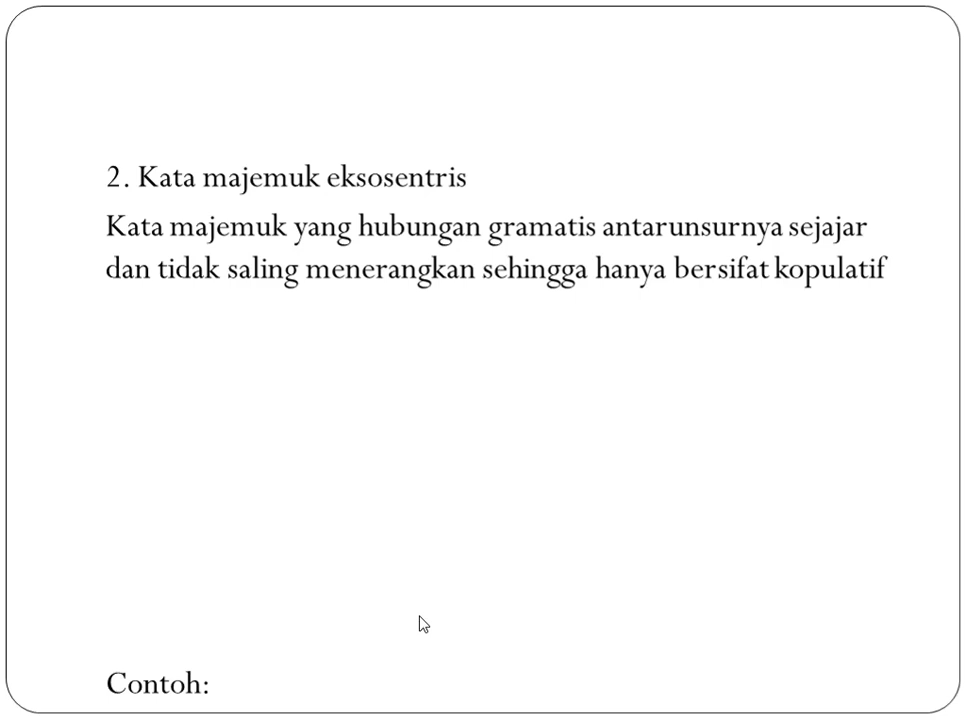 2. Kata majemuk eksosentris
Kata majemuk yang hubungan gramatis antarunsurnya sejajar
dan tidak saling menerangkan sehingga hanya bersifat kopulatif
Contoh: